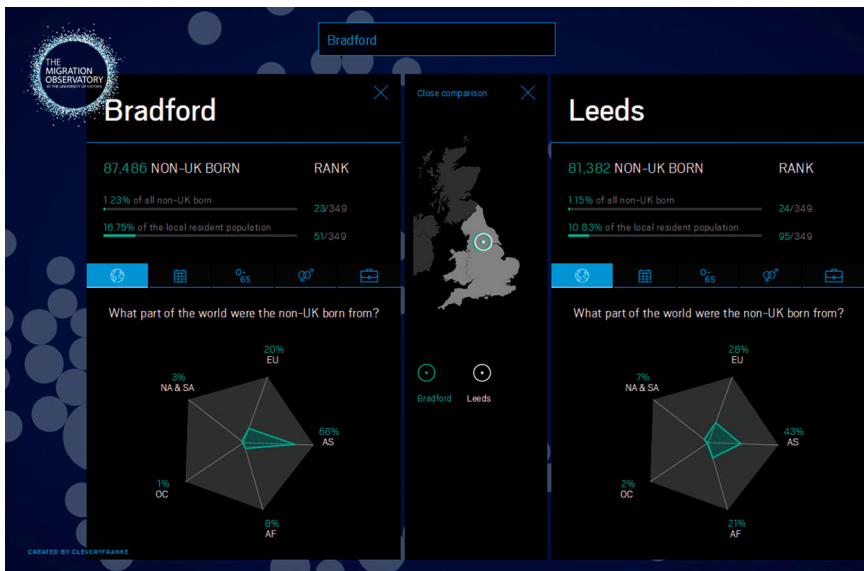 Bradford
THE
MIGRATION
OBSERVATORY
AT THE UNIVERSITY OF OXFORD
Bradford
87,486 NON-UK BORN RANK
1.23% of all non-UK born
23/349
16.75% of the local resident population
51/349
0-
65
What part of the world were the non-UK born from?
20%
EU
3%
NA & SA
68%
AS
1%
OC
8%
AF
Close comparison
Bradford Leeds
Leeds
81,382 NON-UK BORN RANK
1.15% of all non-UK born
24/349
10.83% of the local resident population
95/349
0-
65
What part of the world were the non-UK born from?
28%
EU
7%
NA & SA
43%
AS
2%
OC
21%
AF
CREATED BY CLEVER°FRANKE